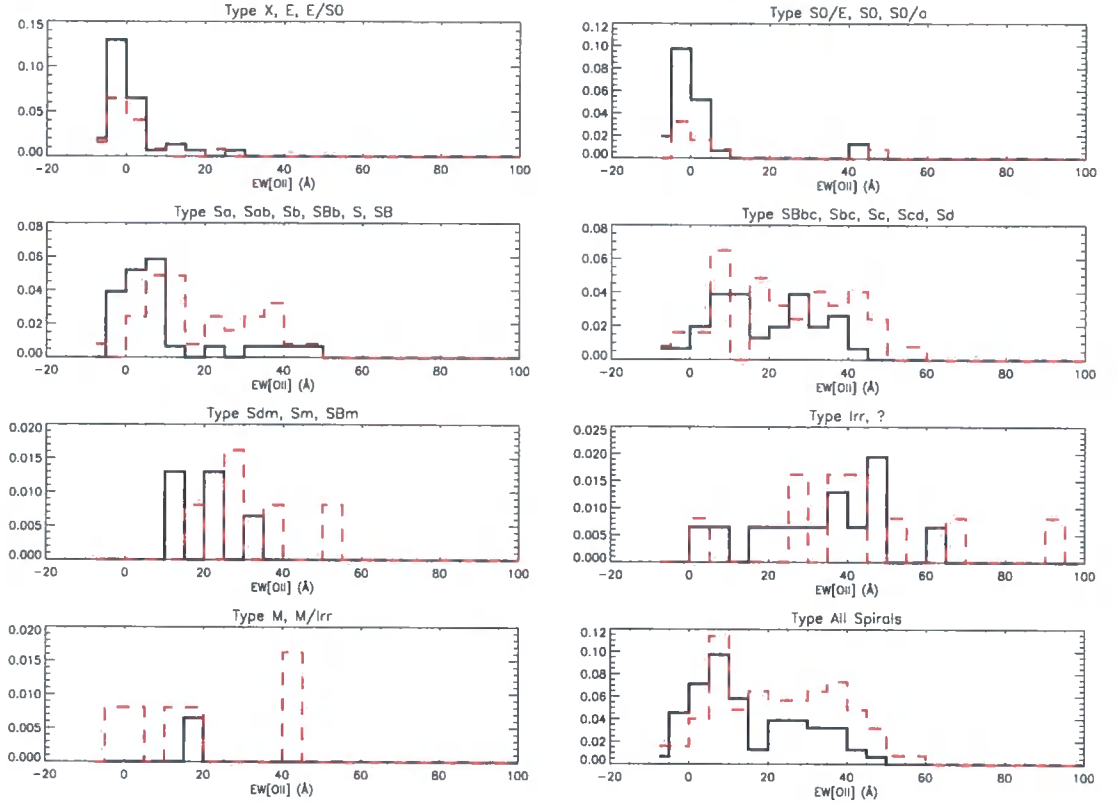 Type X, E, E/S0
0.15
0.10
0.05
0.00
-20 0 20 40 60 80 100
EW[OII] (Å)
Type S0/E, S0, S0/a
0.12
0.10
0.08
0.06
0.04
0.02
0.00
-20 0 20 40 60 80 100
EW[OII] (Å)
Type Sa, Sab, Sb, SBb, S, SB
0.08
0.06
0.04
0.02
0.00
-20 0 20 40 60 80 100
EW[OII] (Å)
Type SBbc, Sbc, Sc, Scd, Sd
0.08
0.06
0.04
0.02
0.00
-20 0 20 40 60 80 100
EW[OII] (Å)
Type Sdm, Sm, SBm
0.020
0.015
0.010
0.005
0.000
-20 0 20 40 60 80 100
EW[OII] (Å)
Type Irr, ?
0.025
0.020
0.015
0.010
0.005
0.000
-20 0 20 40 60 80 100
EW[OII] (Å)
Type M, M/Irr
0.020
0.015
0.010
0.005
0.000
-20 0 20 40 60 80 100
EW[OII] (Å)
Type All Spirals
0.12
0.10
0.08
0.06
0.04
0.02
0.00
-20 0 20 40 60 80 100
EW[OII] (Å)